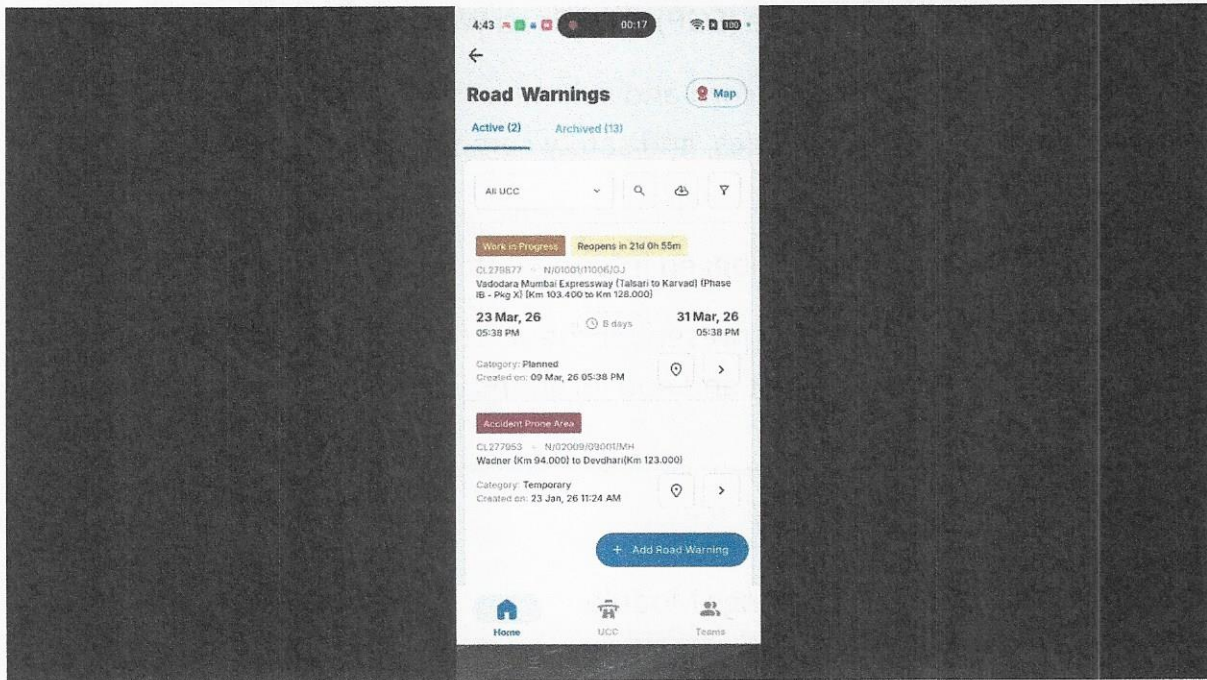 4:43 00:17 100
Road Warnings
Map
Active (2) Archived (13)
All UCC
Work in Progress Reopens in 21d 0h 55m
CL279877 N/01001/11006/GJ
Vadodara Mumbai Expressway (Talsari to Karvad) (Phase
IB - Pkg X) [Km 103.400 to Km 128.000]
23 Mar, 26 8 days 31 Mar, 26
05:38 PM 05:38 PM
Category: Planned
Created on: 09 Mar, 26 05:38 PM
Accident Prone Area
CL277953 N/02009/09001/MH
Wadner (Km 94.000) to Devdhari(Km 123.000)
Category: Temporary
Created on: 23 Jan, 26 11:24 AM
+ Add Road Warning
Home UCC Teams